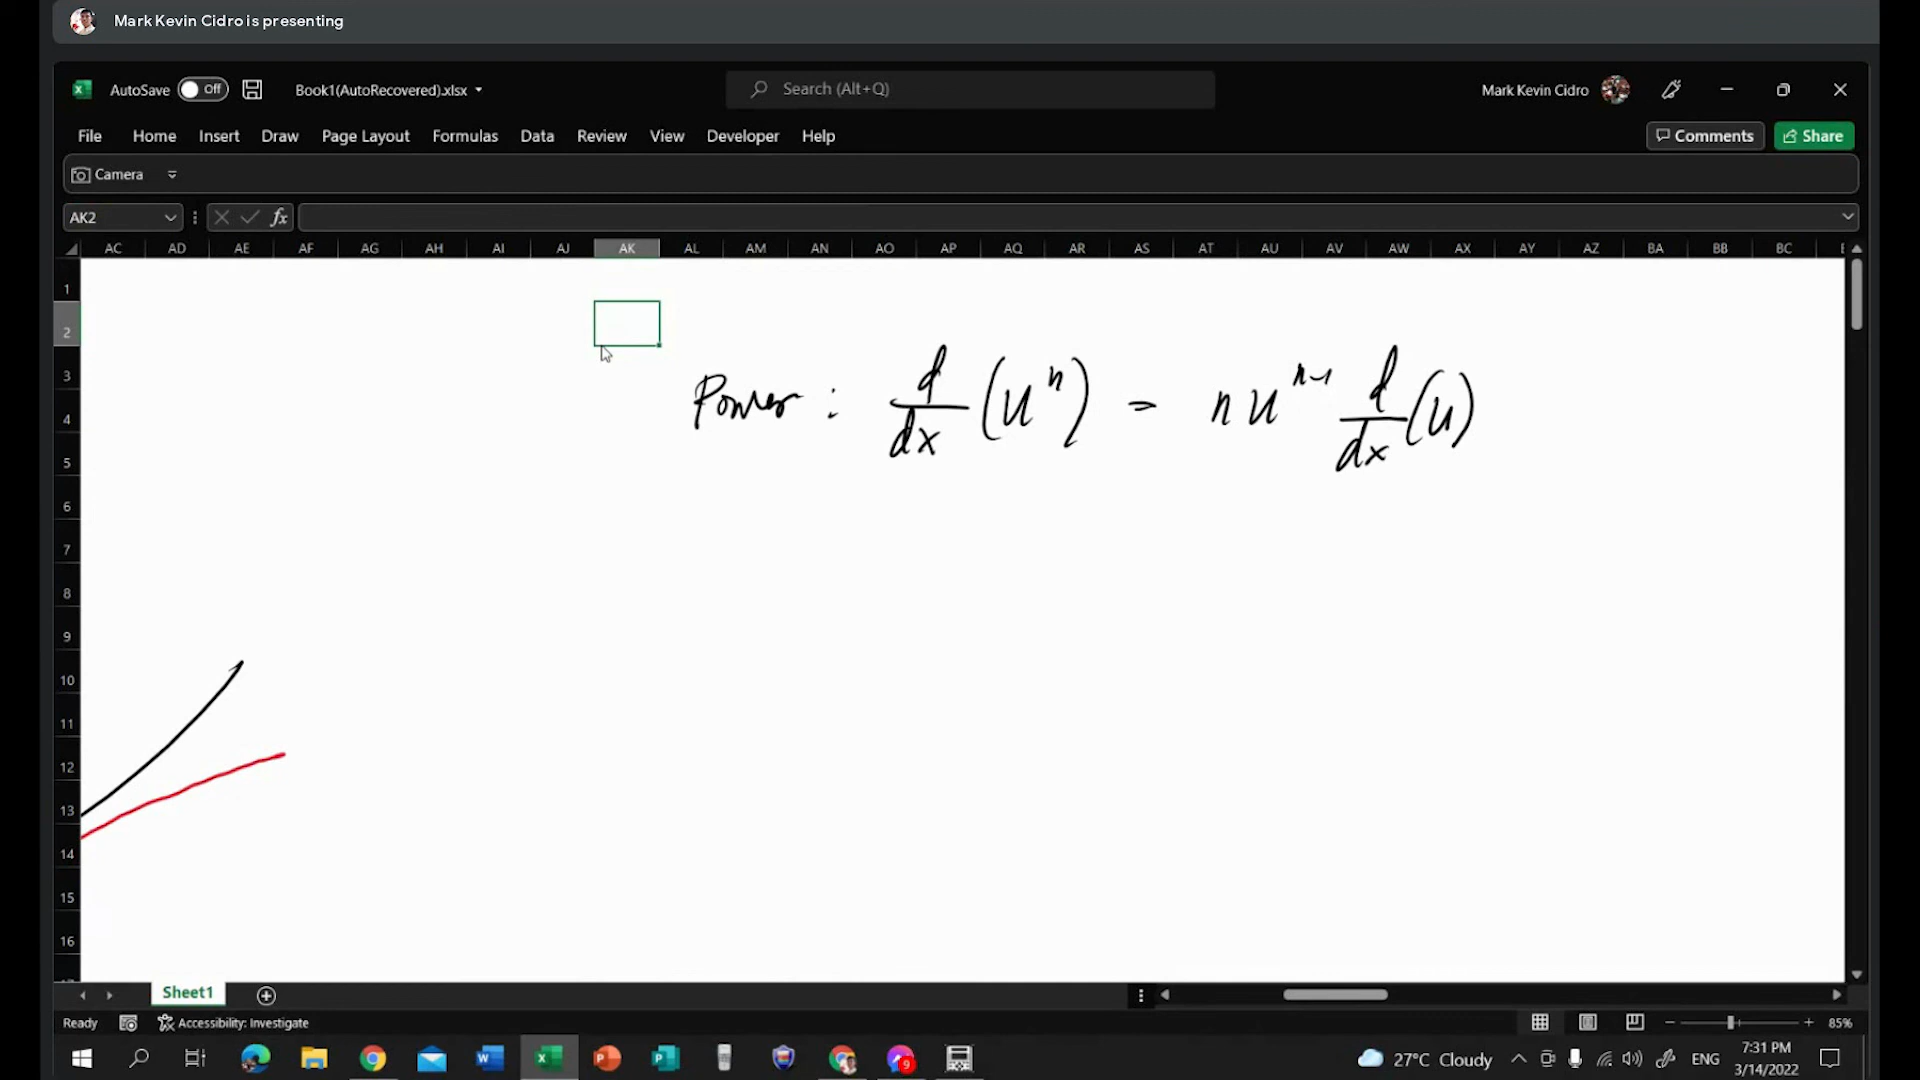 Mark Kevin Cidro is presenting
AutoSave Off Book1(AutoRecovered).xlsx Search (Alt+Q) Mark Kevin Cidro
File Home Insert Draw Page Layout Formulas Data Review View Developer Help Comments Share
Camera
AK2 fx
AC AD AE AF AG AH AI AJ AK AL AM AN AO AP AQ AR AS AT AU AV AW AX AY AZ BA BB BC
1
2
3
Power : d/dx (u^n) = n u^n-1 d/dx (u)
4
5
6
7
8
9
10
11
12
13
14
15
16
Sheet1
Ready Accessibility: Investigate 85%
9 27°C Cloudy ENG 7:31 PM
3/14/2022